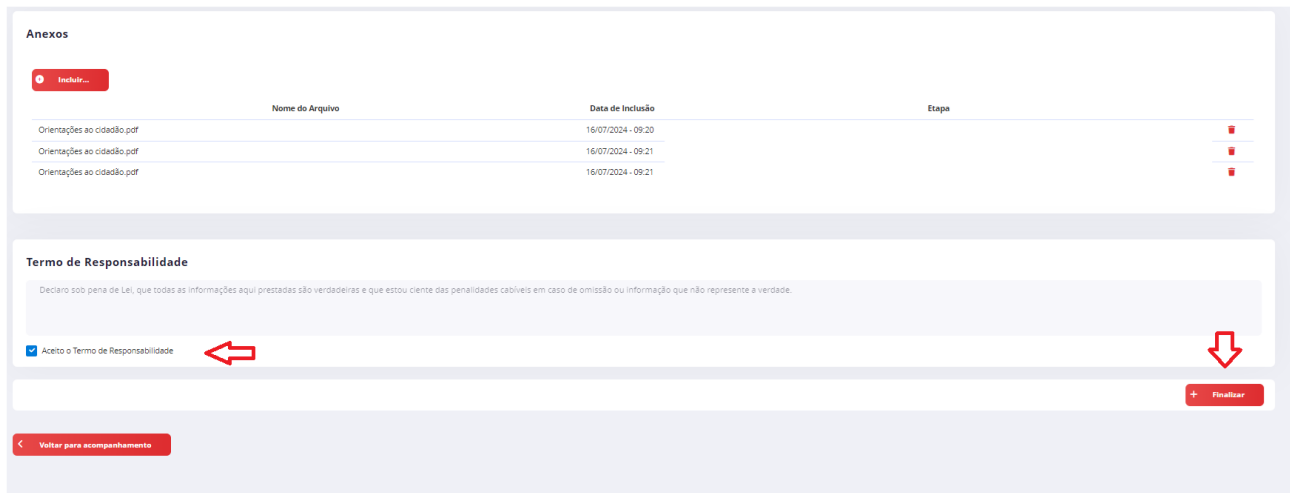 Anexos
Incluir...
Nome do Arquivo Data de Inclusão Etapa
Orientações ao cidadão.pdf 16/07/2024 - 09:20
Orientações ao cidadão.pdf 16/07/2024 - 09:21
Orientações ao cidadão.pdf 16/07/2024 - 09:21
Termo de Responsabilidade
Declaro sob pena de Lei, que todas as informações aqui prestadas são verdadeiras e que estou ciente das penalidades cabíveis em caso de omissão ou informação que não represente a verdade.
Aceito o Termo de Responsabilidade
Finalizar
Voltar para acompanhamento